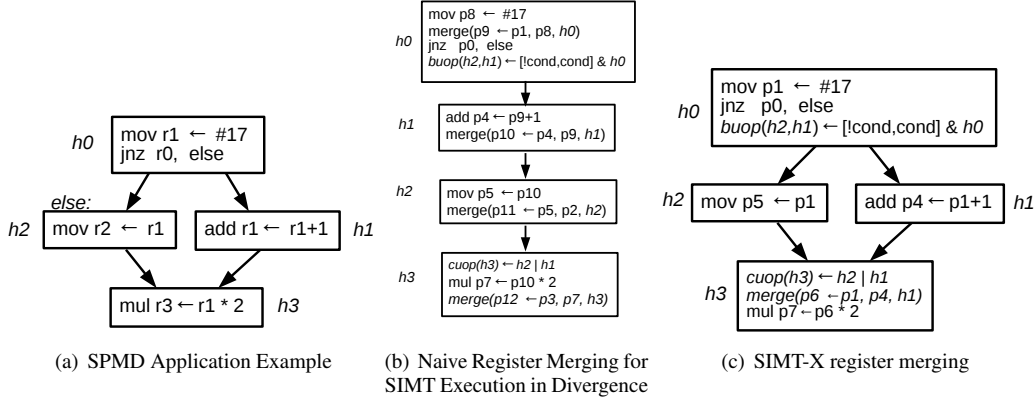 h0
mov r1 ← #17
jnz r0, else
else:
h2
mov r2 ← r1
add r1 ← r1+1
h1
mul r3 ← r1 * 2
h3
(a) SPMD Application Example
h0
mov p8 ← #17
merge(p9 ← p1, p8, h0)
jnz p0, else
buop(h2,h1) ← [!cond,cond] & h0
h1
add p4 ← p9+1
merge(p10 ← p4, p9, h1)
h2
mov p5 ← p10
merge(p11 ← p5, p2, h2)
h3
cuop(h3) ← h2 | h1
mul p7 ← p10 * 2
merge(p12 ← p3, p7, h3)
(b) Naive Register Merging for
SIMT Execution in Divergence
h0
mov p1 ← #17
jnz p0, else
buop(h2,h1) ← [!cond,cond] & h0
h2
mov p5 ← p1
add p4 ← p1+1
h1
h3
cuop(h3) ← h2 | h1
merge(p6 ← p1, p4, h1)
mul p7 ← p6 * 2
(c) SIMT-X register merging